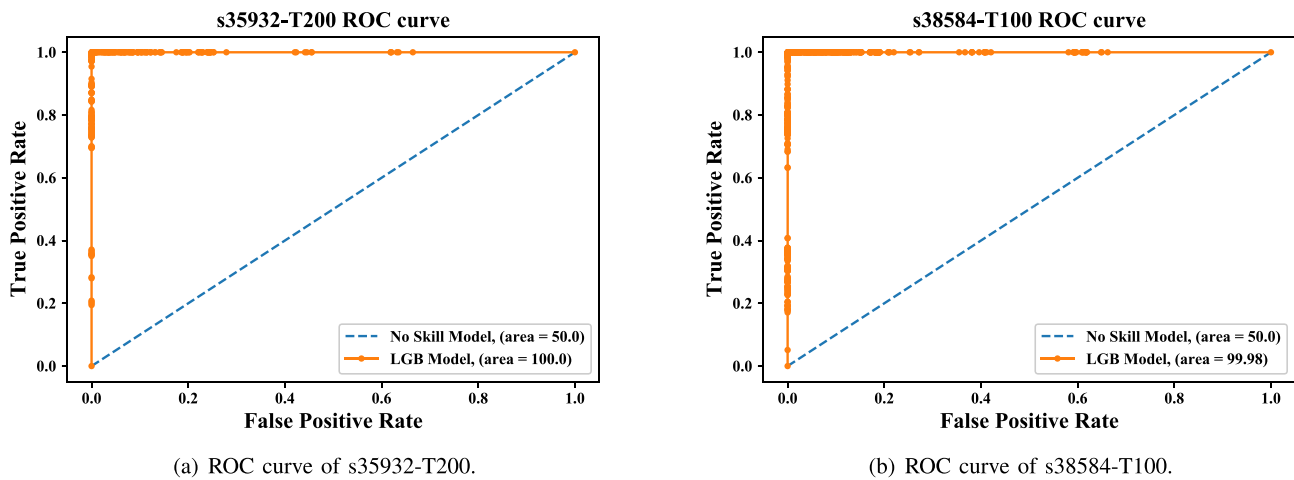 s35932-T200 ROC curve
True Positive Rate
1.0
0.8
0.6
0.4
0.2
0.0
No Skill Model, (area = 50.0)
LGB Model, (area = 100.0)
0.0 0.2 0.4 0.6 0.8 1.0
False Positive Rate
(a) ROC curve of s35932-T200.
s38584-T100 ROC curve
True Positive Rate
1.0
0.8
0.6
0.4
0.2
0.0
No Skill Model, (area = 50.0)
LGB Model, (area = 99.98)
0.0 0.2 0.4 0.6 0.8 1.0
False Positive Rate
(b) ROC curve of s38584-T100.